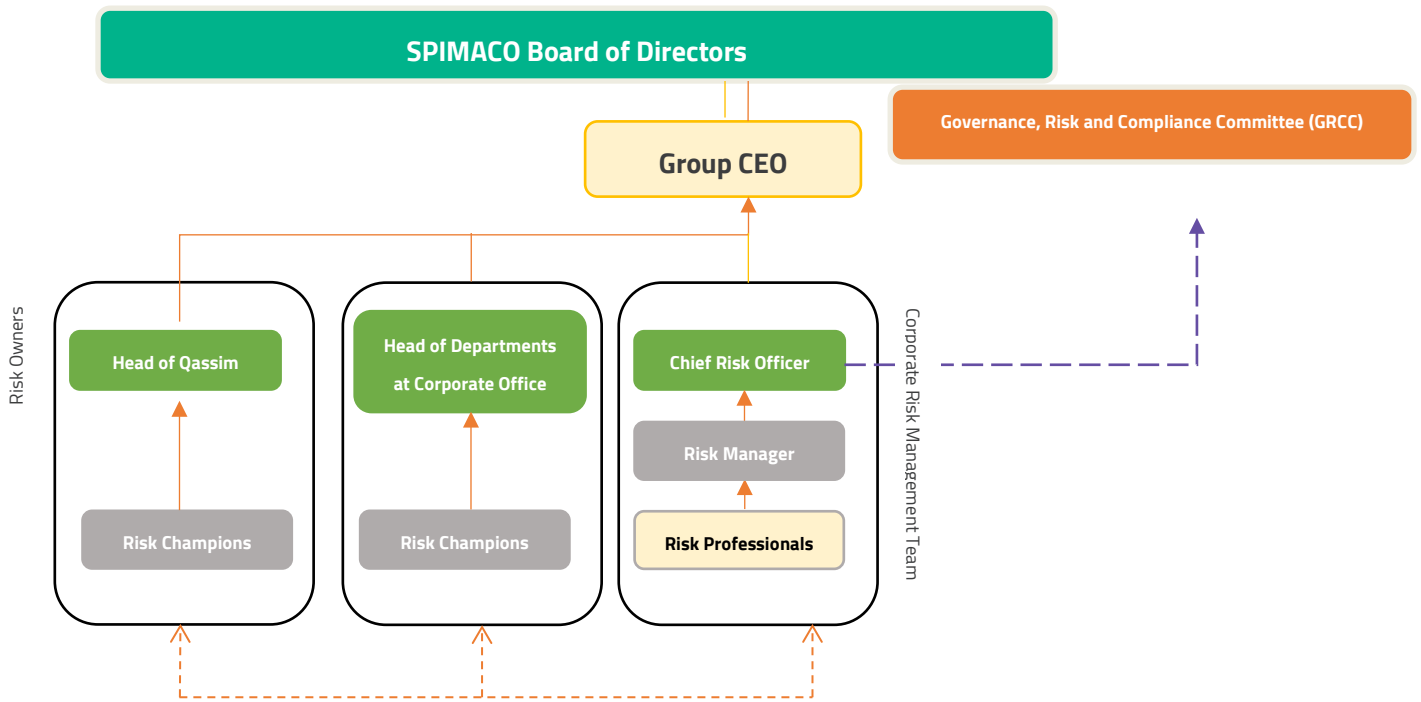 SPIMACO Board of Directors
Governance, Risk and Compliance Committee (GRCC)
Group CEO
Risk Owners
Head of Qassim
Risk Champions
Head of Departments
at Corporate Office
Risk Champions
Chief Risk Officer
Risk Manager
Risk Professionals
Corporate Risk Management Team